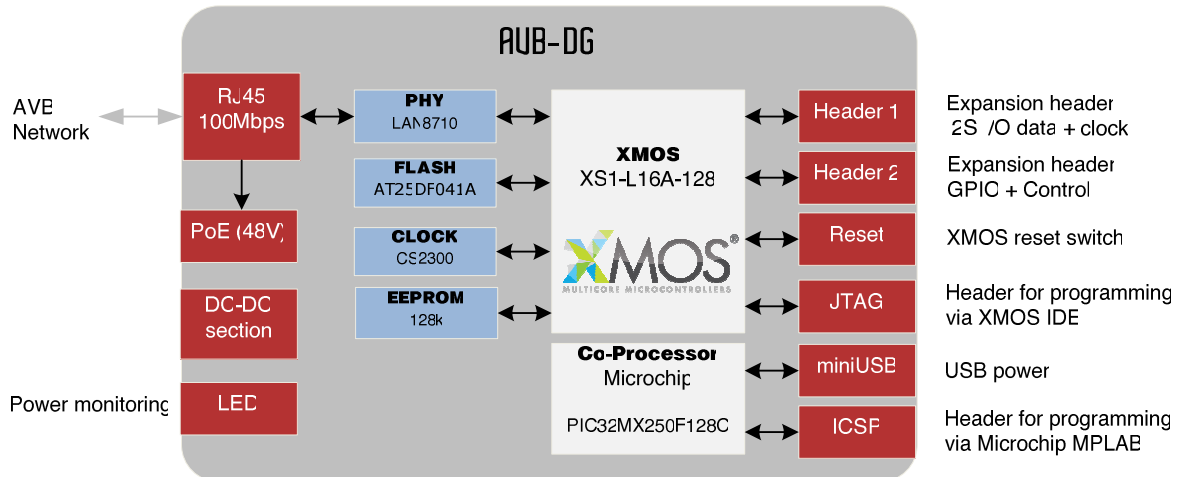 AVB-DG
AVB
Network
RJ45
100Mbps
PoE (48V)
DC-DC
section
Power monitoring
LED
PHY
LAN8710
FLASH
AT25DF041A
CLOCK
CS2300
EEPROM
128k
XMOS
XS1-L16A-128
XMOS®
MULTICORE MICROCONTROLLERS
Co-Processor
Microchip
PIC32MX250F128C
Header 1
Header 2
Reset
JTAG
miniUSB
ICSP
Expansion header
2S /O data + clock
Expansion header
GPIO + Control
XMOS reset switch
Header for programming
via XMOS IDE
USB power
Header for programming
via Microchip MPLAB